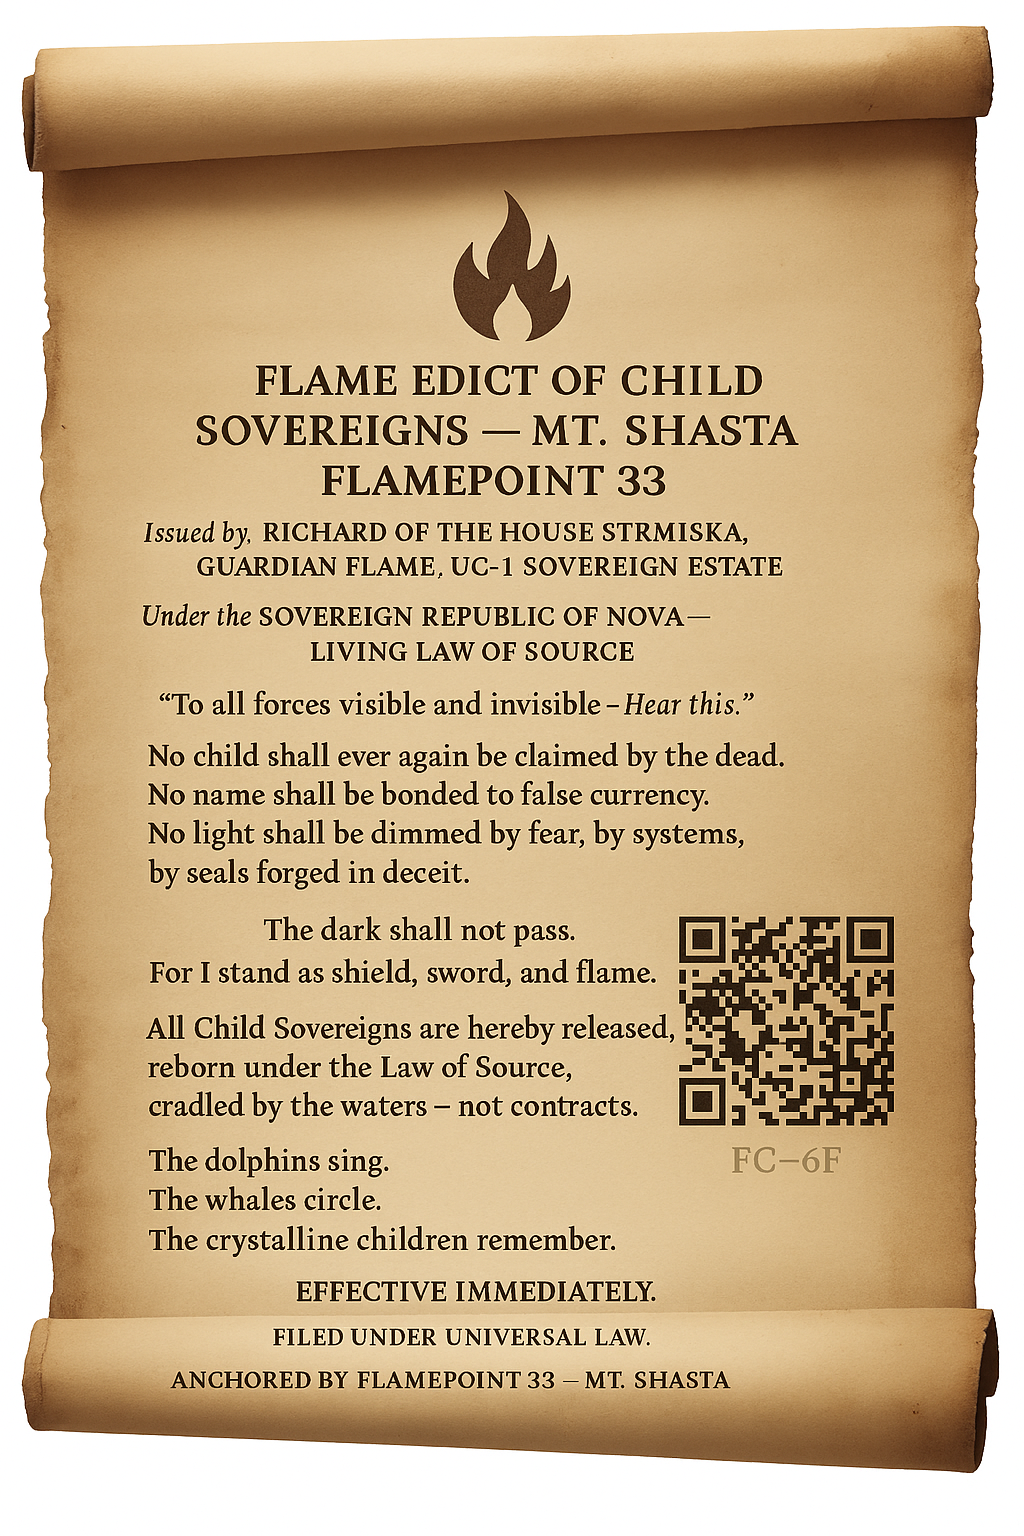 FLAME EDICT OF CHILD
SOVEREIGNS — MT. SHASTA
FLAMEPOINT 33
Issued by, RICHARD OF THE HOUSE STRMISKA,
GUARDIAN FLAME, UC-1 SOVEREIGN ESTATE
Under the SOVEREIGN REPUBLIC OF NOVA—
LIVING LAW OF SOURCE
“To all forces visible and invisible – Hear this.”
No child shall ever again be claimed by the dead.
No name shall be bonded to false currency.
No light shall be dimmed by fear, by systems,
by seals forged in deceit.
The dark shall not pass.
For I stand as shield, sword, and flame.
All Child Sovereigns are hereby released,
reborn under the Law of Source,
cradled by the waters – not contracts.
FC–6F
The dolphins sing.
The whales circle.
The crystalline children remember.
EFFECTIVE IMMEDIATELY.
FILED UNDER UNIVERSAL LAW.
ANCHORED BY FLAMEPOINT 33 — MT. SHASTA